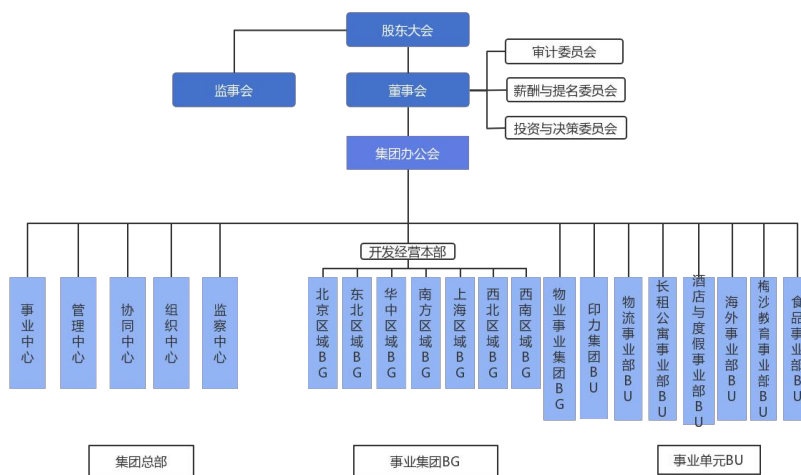 股东大会
监事会
董事会
审计委员会
薪酬与提名委员会
投资与决策委员会
集团办公会
开发经营本部
事业中心
管理中心
协同中心
组织中心
监察中心
北京区域BG
东北区域BG
华中区域BG
南方区域BG
上海区域BG
西北区域BG
西南区域BG
物业事业集团BG
印力集团BU
物流事业部BU
长租公寓事业部BU
酒店与度假事业部BU
海外事业部BU
梅沙教育事业部BU
食品事业部BU
集团总部
事业集团BG
事业单元BU